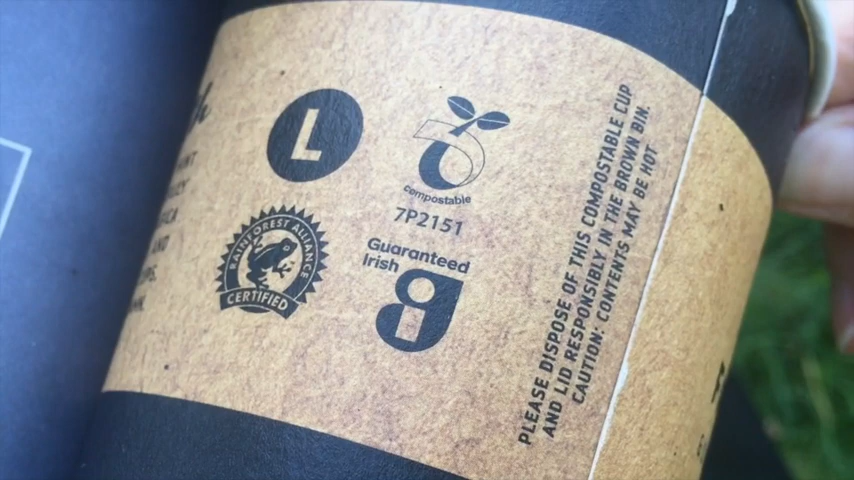 L
compostable
7P2151
RAINFOREST ALLIANCE
CERTIFIED
Guaranteed
Irish
PLEASE DISPOSE OF THIS COMPOSTABLE CUP
AND LID RESPONSIBLY IN THE BROWN BIN.
CAUTION: CONTENTS MAY BE HOT
AND